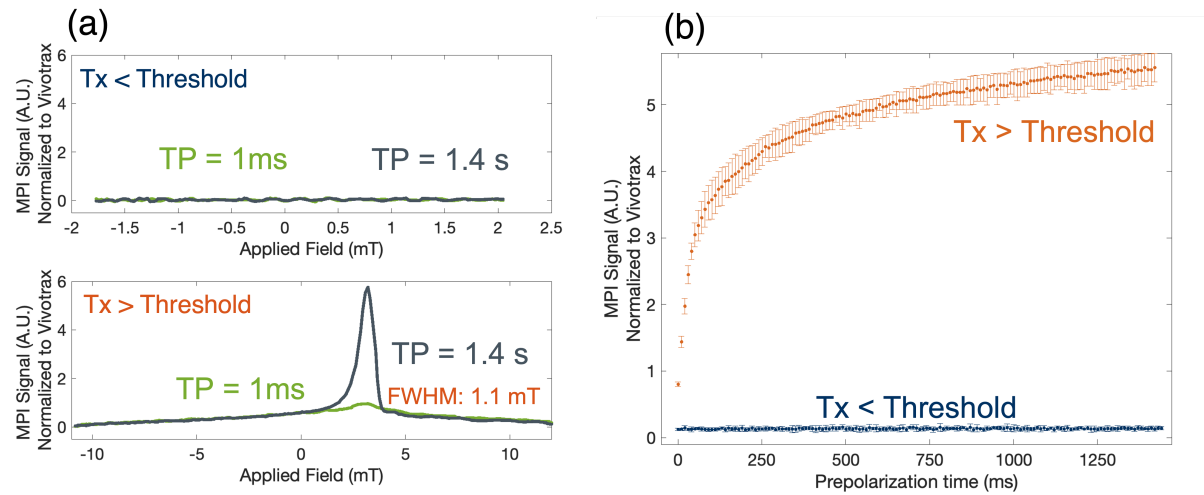 (a)
MPI Signal (A.U.)
Normalized to Vivotrax
6
4
2
0
Tx < Threshold
TP = 1ms
TP = 1.4 s
-2 -1.5 -1 -0.5 0 0.5 1 1.5 2 2.5
Applied Field (mT)
MPI Signal (A.U.)
Normalized to Vivotrax
6
4
2
0
Tx > Threshold
TP = 1.4 s
TP = 1ms
FWHM: 1.1 mT
-10 -5 0 5 10
Applied Field (mT)
(b)
MPI Signal (A.U.)
Normalized to Vivotrax
5
4
3
2
1
0
Tx > Threshold
Tx < Threshold
0 250 500 750 1000 1250
Prepolarization time (ms)